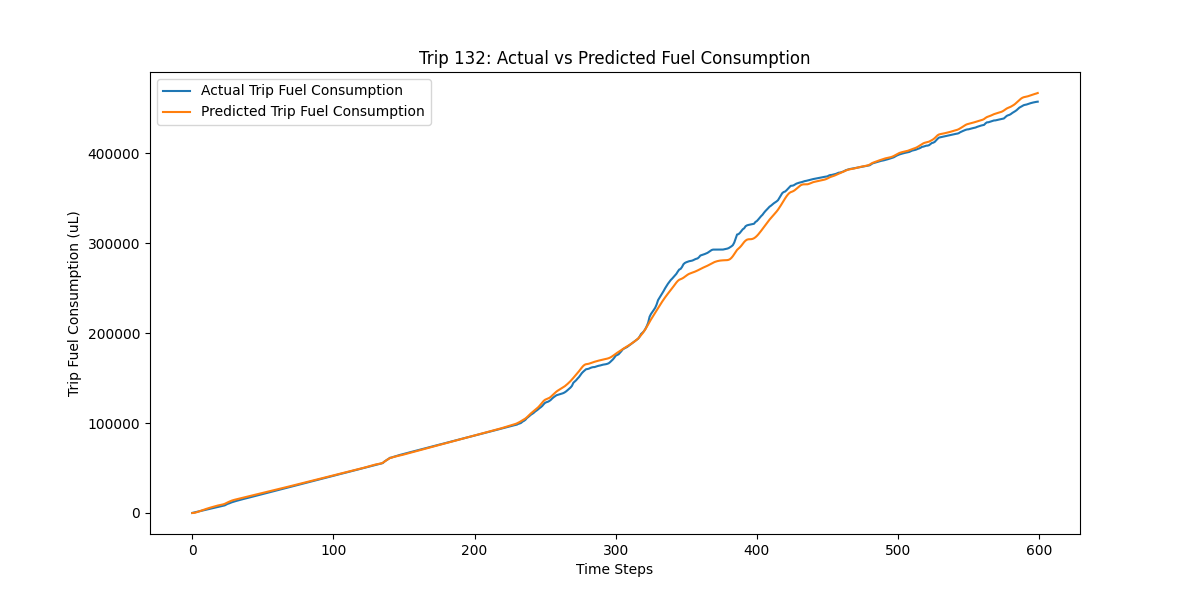 Trip 132: Actual vs Predicted Fuel Consumption
Actual Trip Fuel Consumption
Predicted Trip Fuel Consumption
Trip Fuel Consumption (uL)
400000
300000
200000
100000
0
0 100 200 300 400 500 600
Time Steps